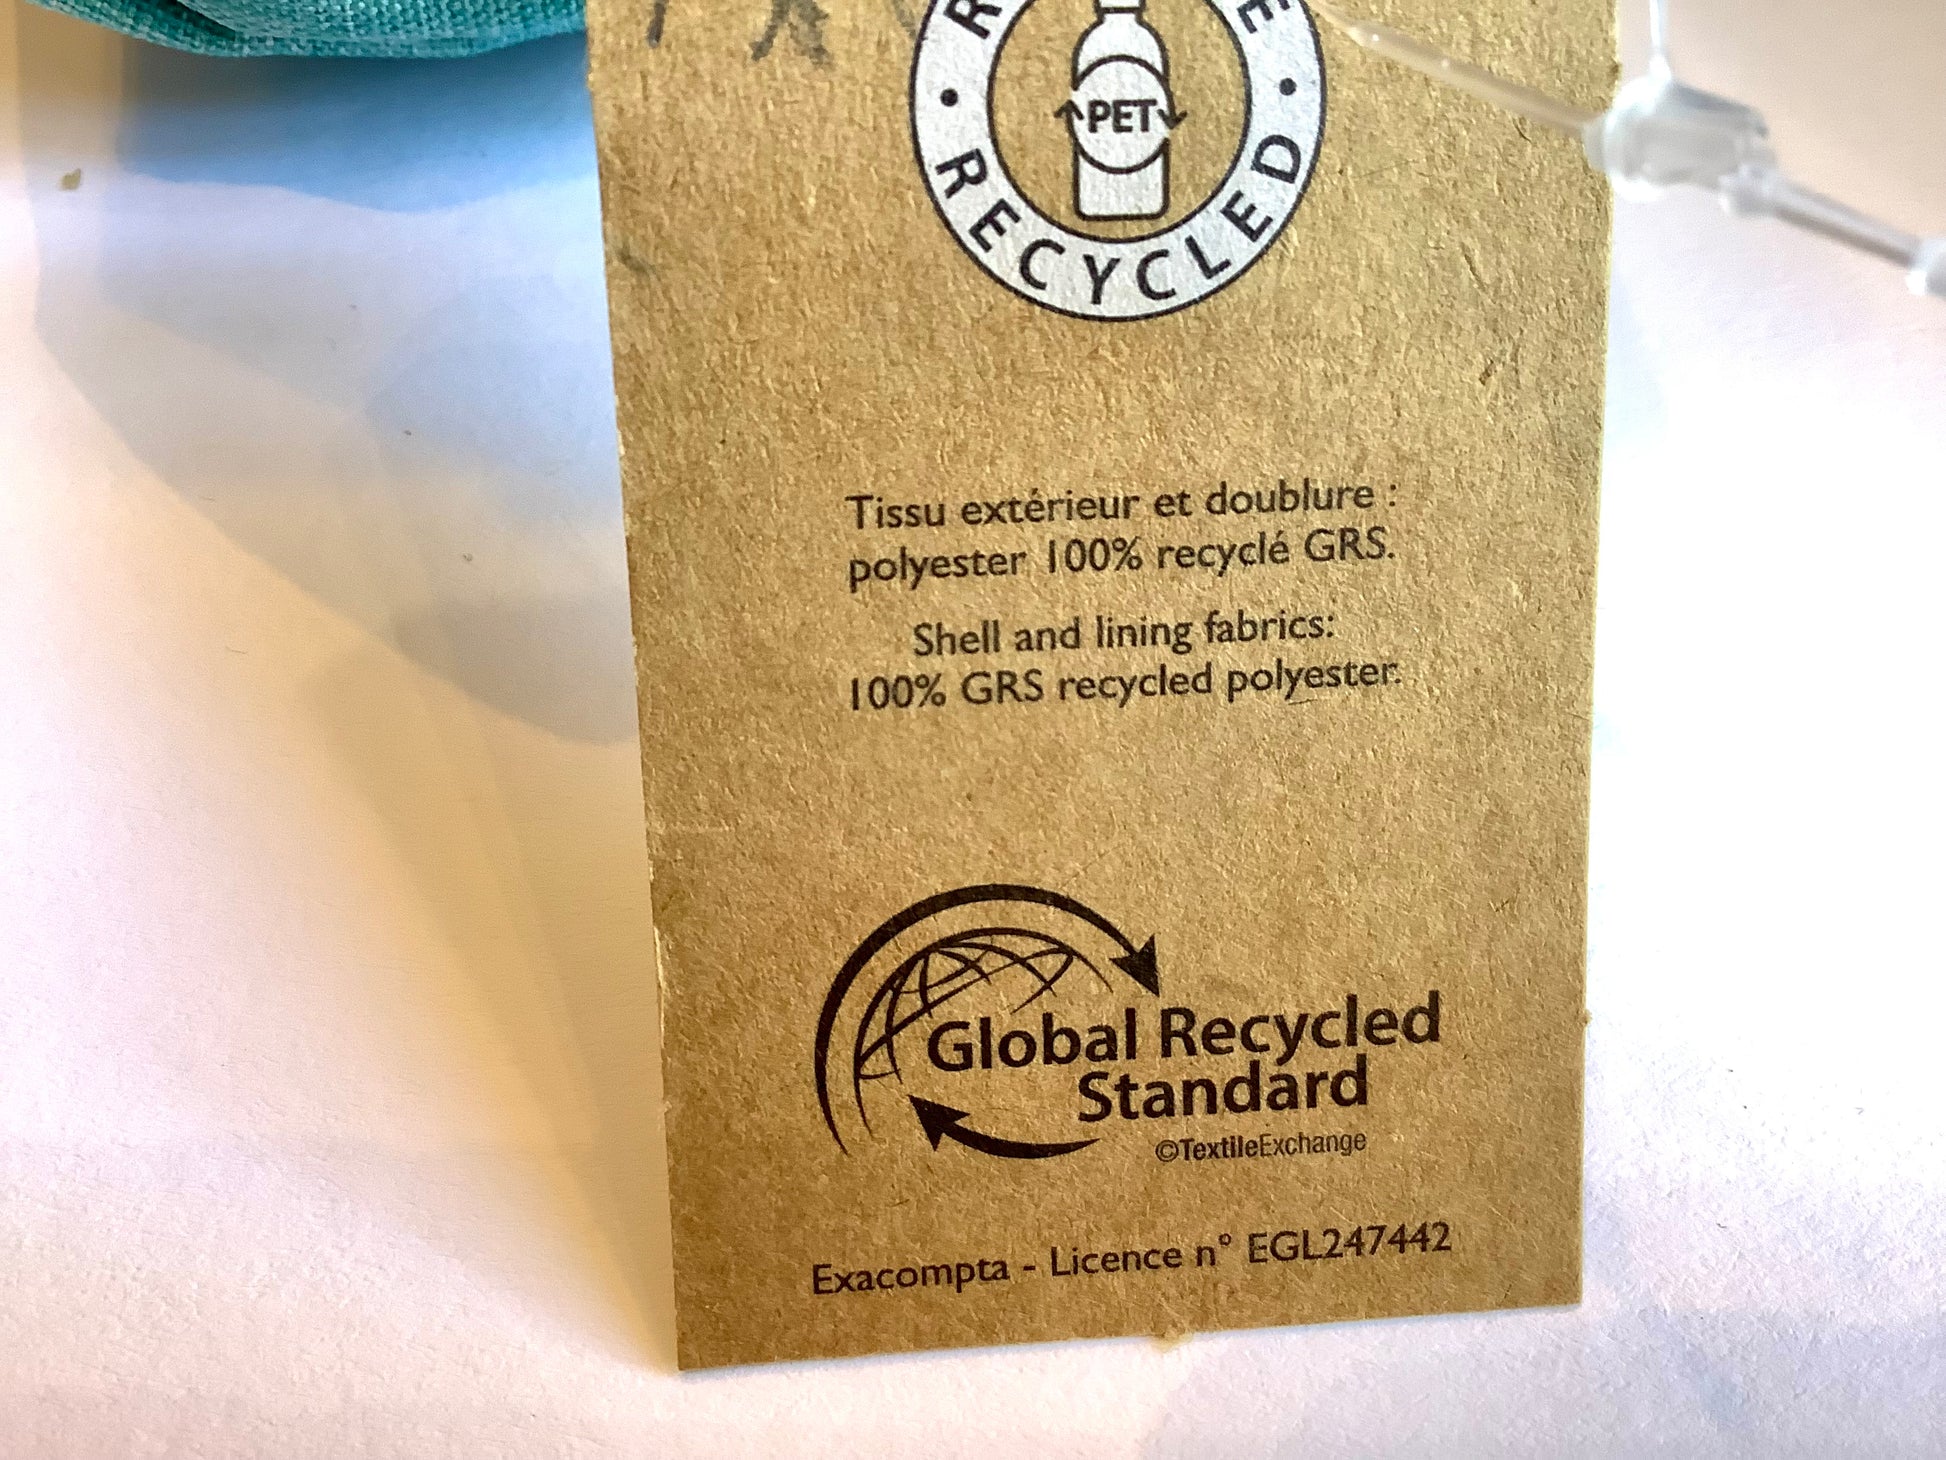 PET
RECYCLED
Tissu extérieur et doublure :
polyester 100% recyclé GRS.
Shell and lining fabrics:
100% GRS recycled polyester.
Global Recycled
Standard
©TextileExchange
Exacompta - Licence n° EGL247442